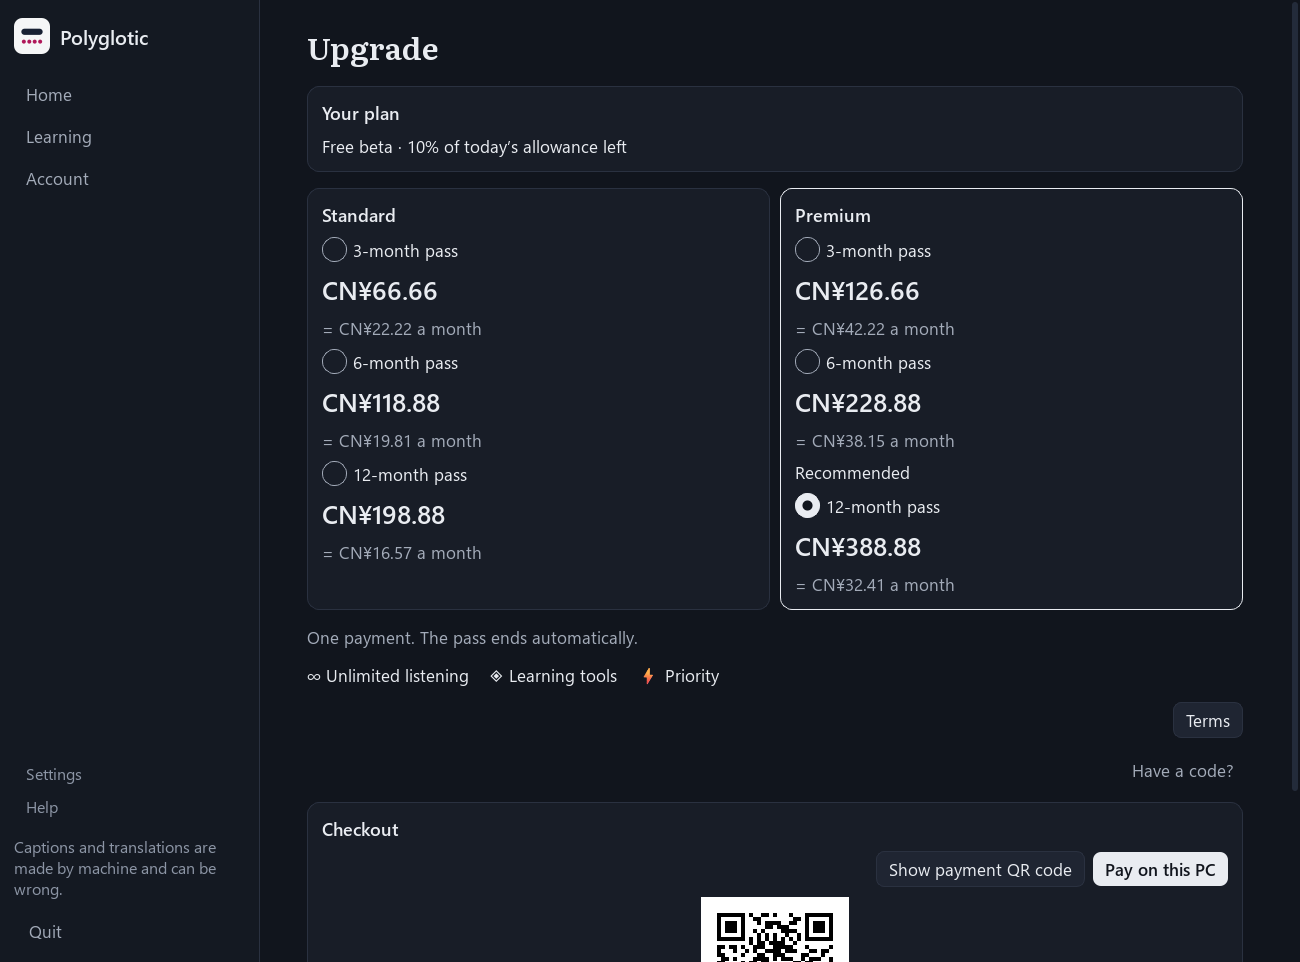 Polyglotic
Home
Learning
Account
Settings
Help
Captions and translations are
made by machine and can be
wrong.
Quit
Upgrade
Your plan
Free beta · 10% of today’s allowance left
Standard
3-month pass
CN¥66.66
= CN¥22.22 a month
6-month pass
CN¥118.88
= CN¥19.81 a month
12-month pass
CN¥198.88
= CN¥16.57 a month
Premium
3-month pass
CN¥126.66
= CN¥42.22 a month
6-month pass
CN¥228.88
= CN¥38.15 a month
Recommended
12-month pass
CN¥388.88
= CN¥32.41 a month
One payment. The pass ends automatically.
∞ Unlimited listening ◈ Learning tools ⚡ Priority
Terms
Have a code?
Checkout
Show payment QR code
Pay on this PC